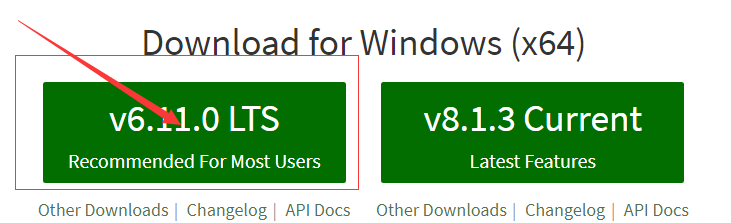 Download for Windows (x64)
v6.11.0 LTS
Recommended For Most Users
v8.1.3 Current
Latest Features
Other Downloads | Changelog | API Docs
Other Downloads | Changelog | API Docs